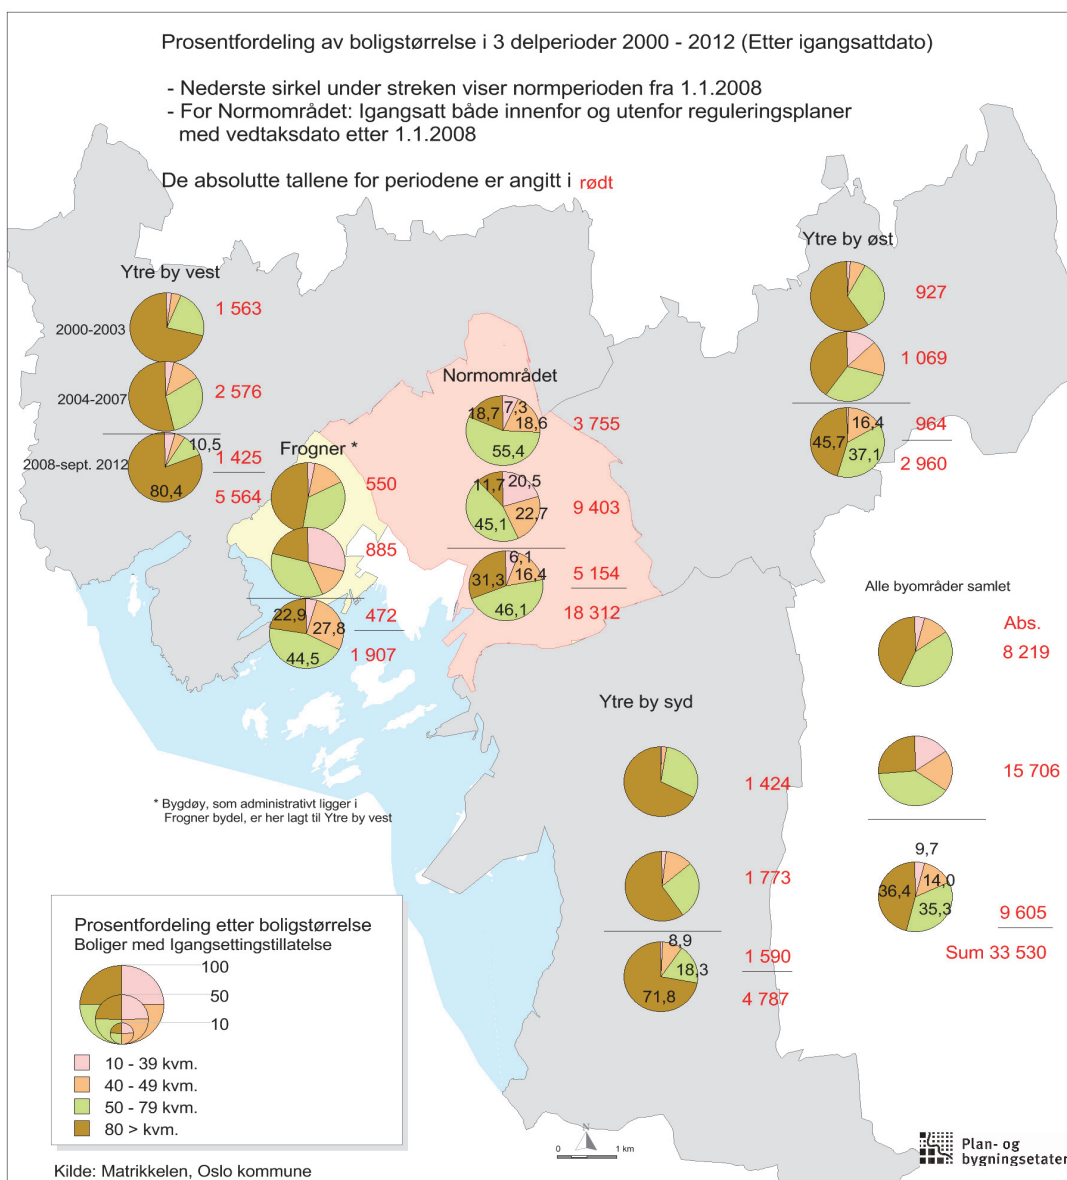 Prosentfordeling av boligstørrelse i 3 delperioder 2000 - 2012 (Etter igangsattdato)
- Nederste sirkel under streken viser normperioden fra 1.1.2008
- For Normområdet: Igangsatt både innenfor og utenfor reguleringsplaner
med vedtaksdato etter 1.1.2008
De absolutte tallene for periodene er angitt i rødt
Ytre by vest
2000-2003
1 563
2004-2007
2 576
2008-sept. 2012
10,5
80,4
1 425
5 564
Frogner *
550
885
22,9
27,8
44,5
472
1 907
Normområdet
18,7
7,3
18,6
55,4
3 755
11,7
20,5
22,7
45,1
9 403
6,1
31,3
16,4
46,1
5 154
18 312
Ytre by øst
927
1 069
16,4
45,7
37,1
964
2 960
Ytre by syd
1 424
1 773
8,9
18,3
71,8
1 590
4 787
Alle byområder samlet
Abs.
8 219
15 706
9,7
36,4
14,0
35,3
9 605
Sum 33 530
* Bygdøy, som administrativt ligger i
Frogner bydel, er her lagt til Ytre by vest
Prosentfordeling etter boligstørrelse
Boliger med Igangsettingstillatelse
100
50
10
10 - 39 kvm.
40 - 49 kvm.
50 - 79 kvm.
80 > kvm.
Kilde: Matrikkelen, Oslo kommune
N
0 1 km
Plan- og
bygningsetaten